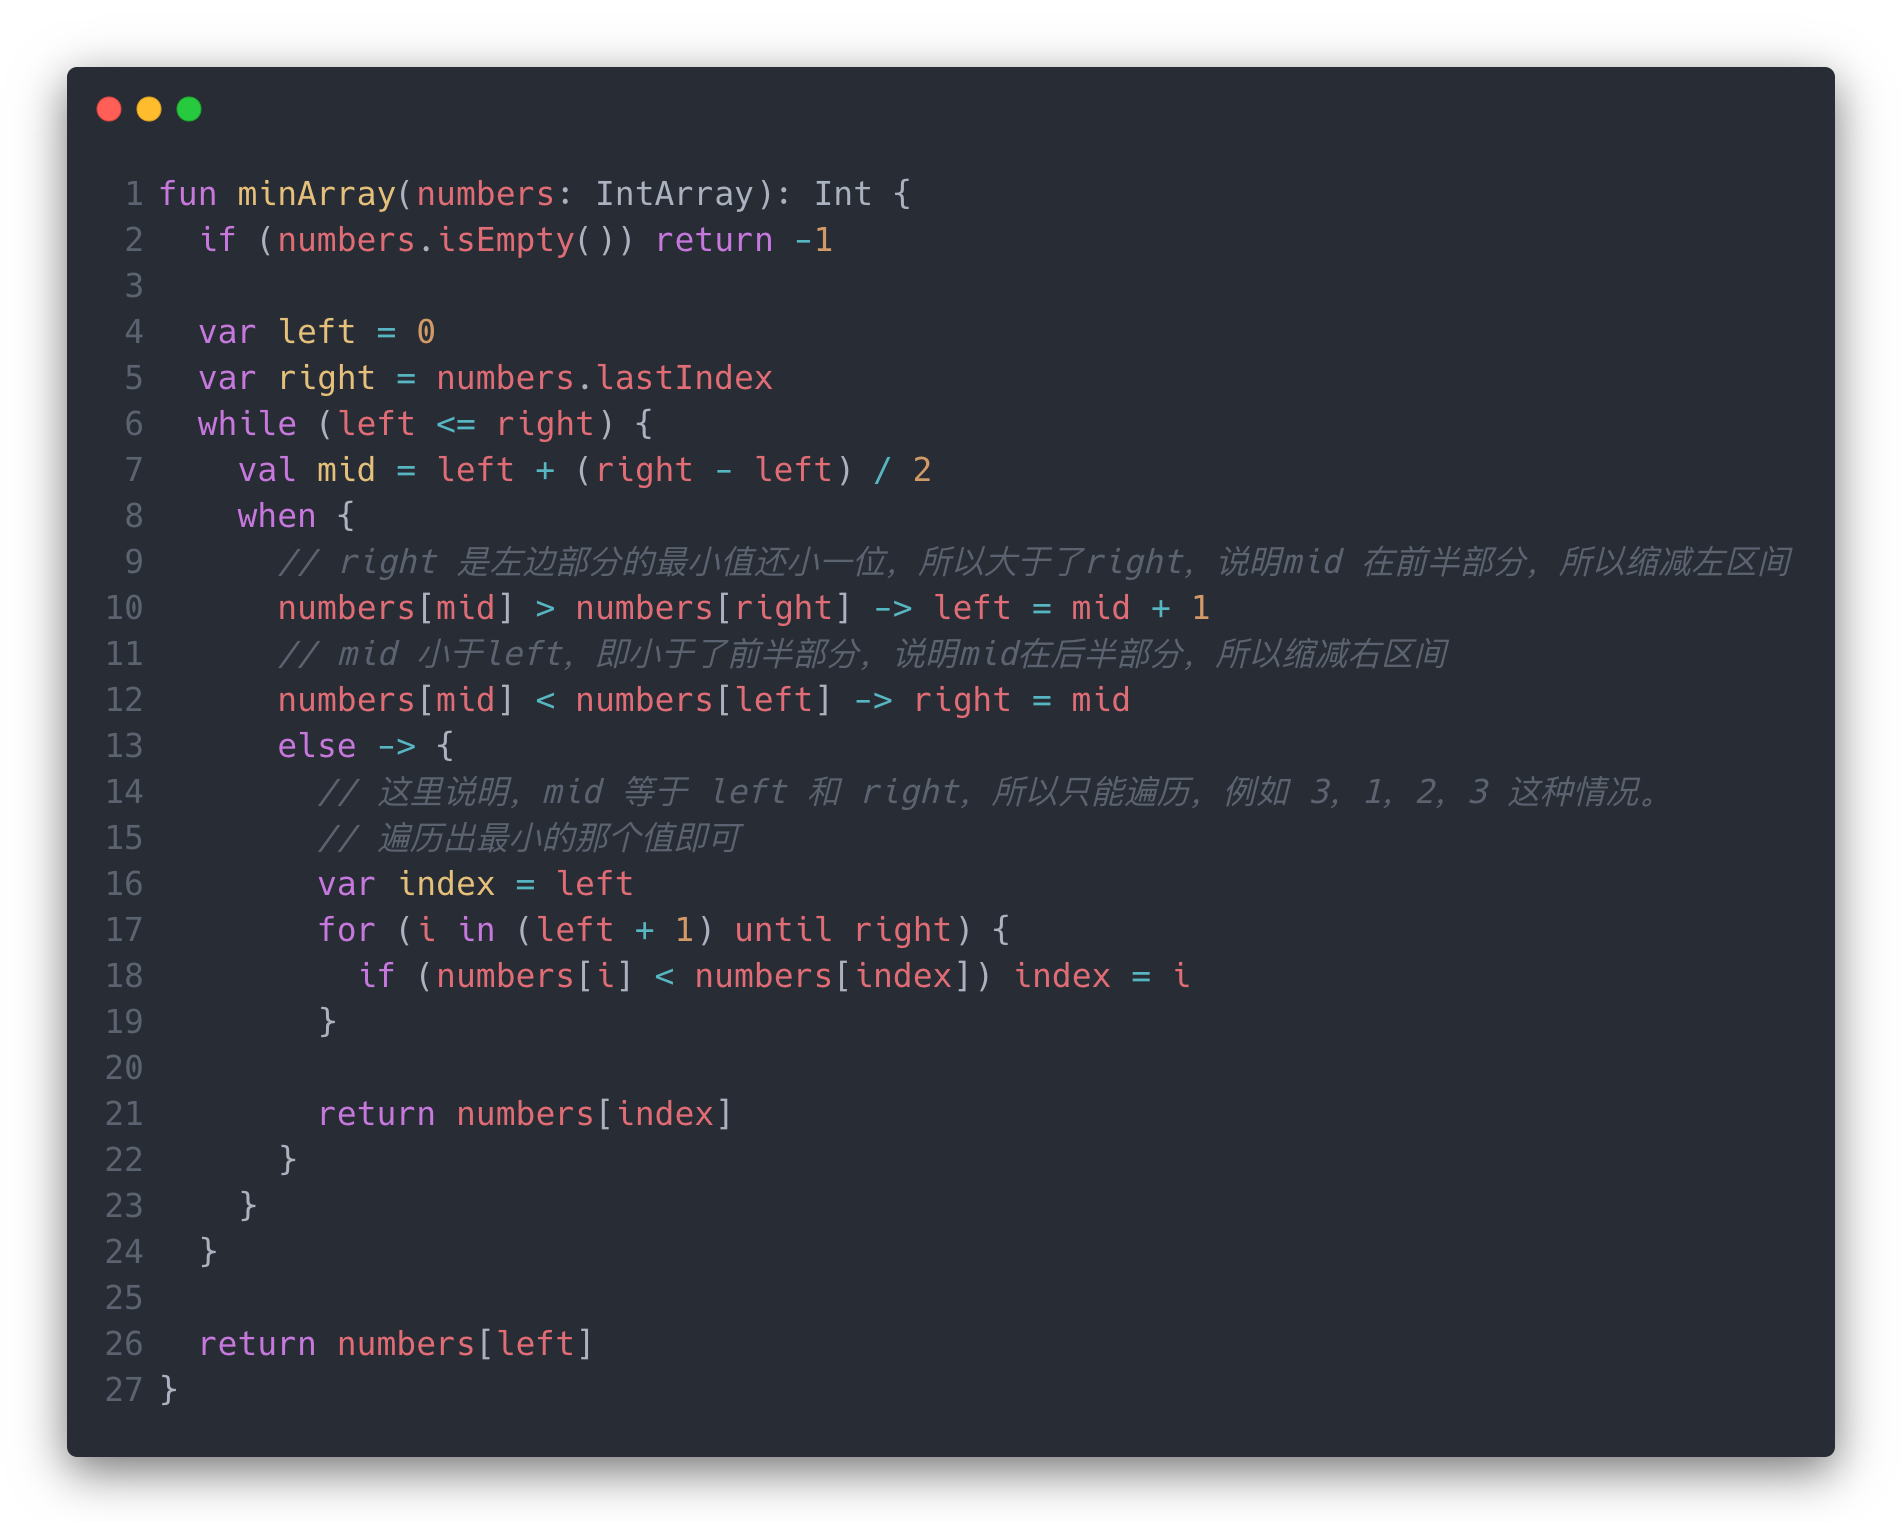 1 fun minArray(numbers: IntArray): Int {
2   if (numbers.isEmpty()) return -1
3
4   var left = 0
5   var right = numbers.lastIndex
6   while (left <= right) {
7     val mid = left + (right - left) / 2
8     when {
9       // right 是左边部分的最小值还小一位，所以大于了right，说明mid 在前半部分，所以缩减左区间
10       numbers[mid] > numbers[right] -> left = mid + 1
11       // mid 小于left，即小于了前半部分，说明mid在后半部分，所以缩减右区间
12       numbers[mid] < numbers[left] -> right = mid
13       else -> {
14         // 这里说明，mid 等于 left 和 right，所以只能遍历，例如 3，1，2，3 这种情况。
15         // 遍历出最小的那个值即可
16         var index = left
17         for (i in (left + 1) until right) {
18           if (numbers[i] < numbers[index]) index = i
19         }
20
21         return numbers[index]
22       }
23     }
24   }
25
26   return numbers[left]
27 }